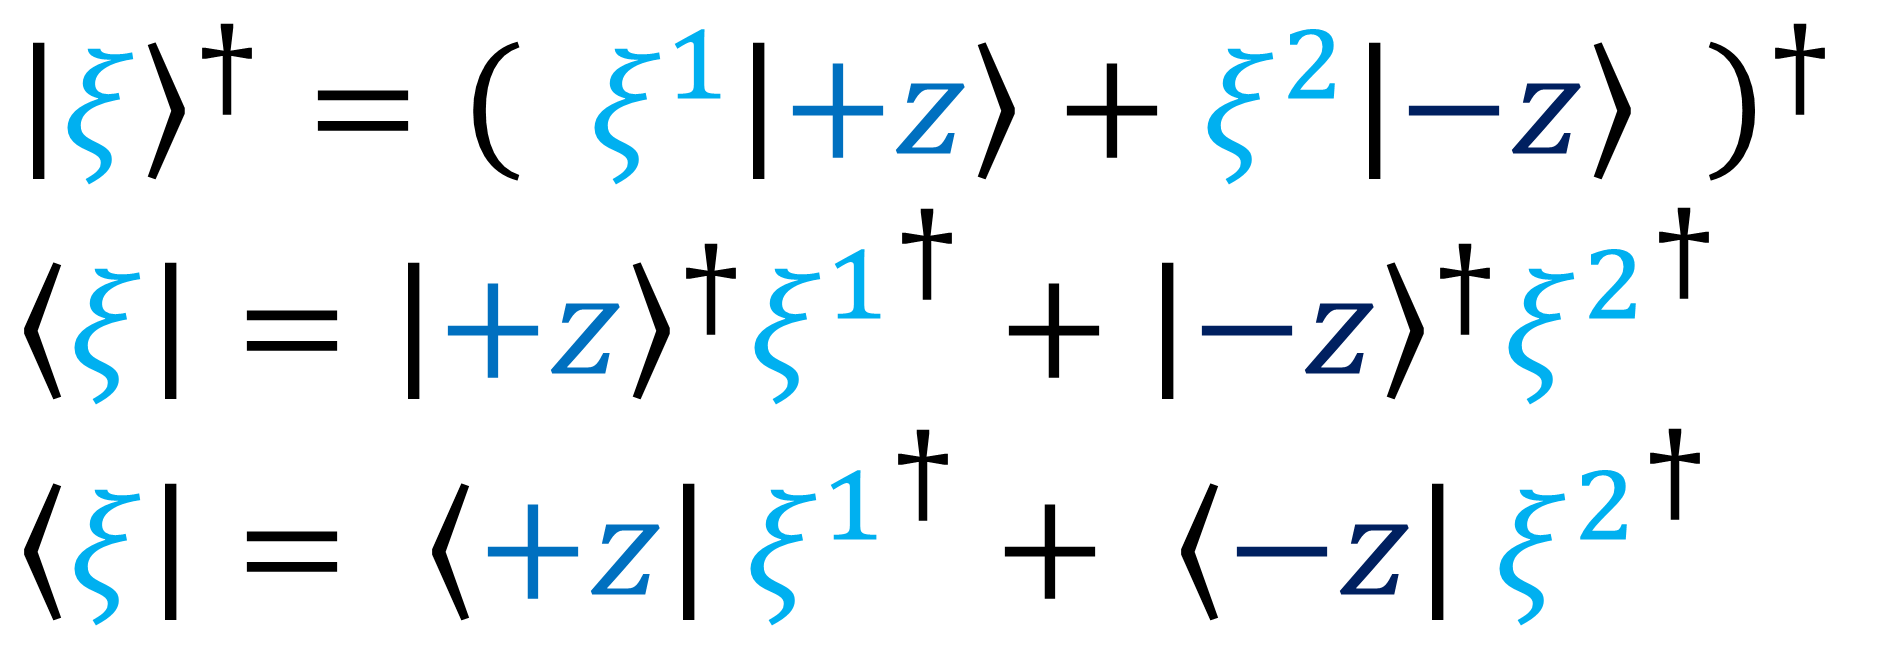 |ξ⟩† = ( ξ¹|+z⟩ + ξ²|−z⟩ )†
⟨ξ| = |+z⟩†ξ¹† + |−z⟩†ξ²†
⟨ξ| = ⟨+z| ξ¹† + ⟨−z| ξ²†